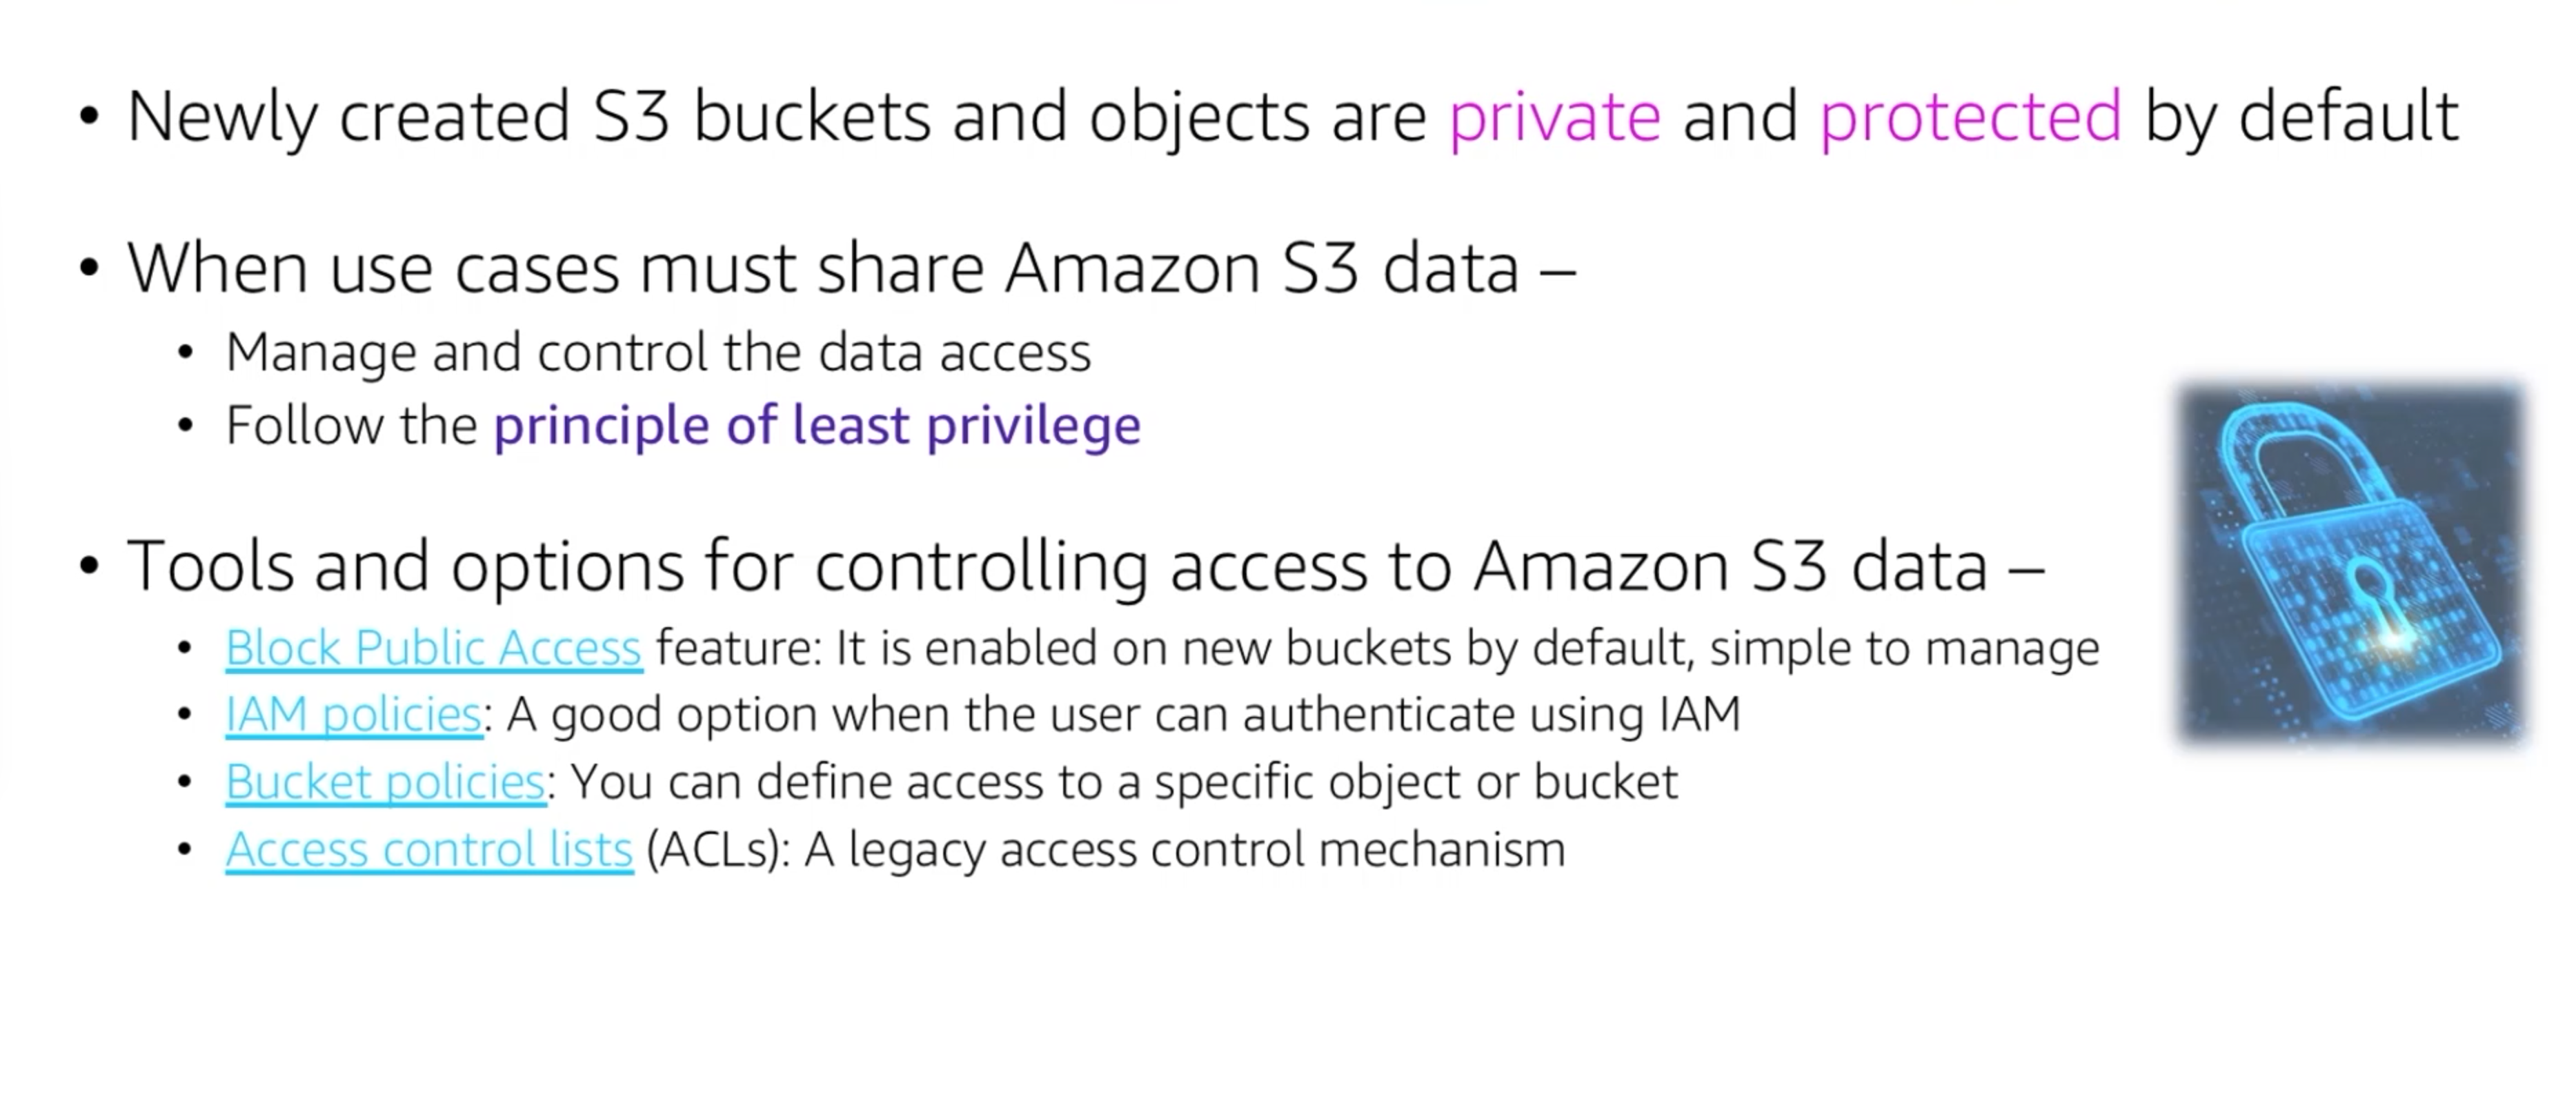 • Newly created S3 buckets and objects are private and protected by default
• When use cases must share Amazon S3 data –
• Manage and control the data access
• Follow the principle of least privilege
• Tools and options for controlling access to Amazon S3 data –
• Block Public Access feature: It is enabled on new buckets by default, simple to manage
• IAM policies: A good option when the user can authenticate using IAM
• Bucket policies: You can define access to a specific object or bucket
• Access control lists (ACLs): A legacy access control mechanism